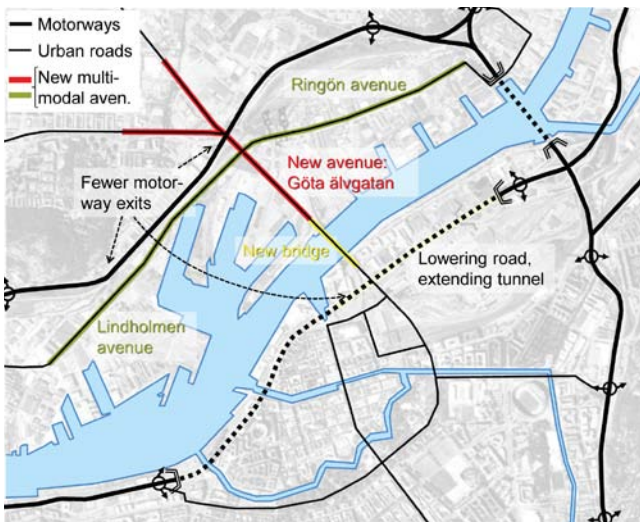 Motorways
Urban roads
New multi-
modal aven.
Ringön avenue
New avenue:
Göta älvgatan
Fewer motor-
way exits
New bridge
Lowering road,
extending tunnel
Lindholmen
avenue